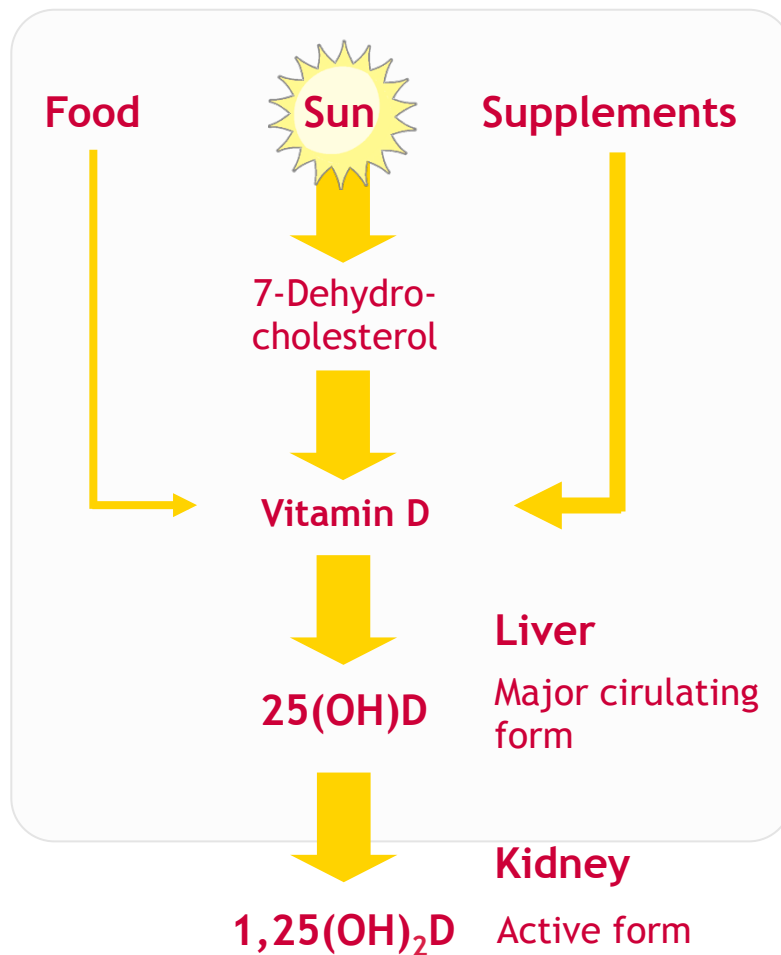 Food
Sun
Supplements
7-Dehydro-
cholesterol
Vitamin D
Liver
25(OH)D
Major cirulating
form
Kidney
1,25(OH)₂D
Active form